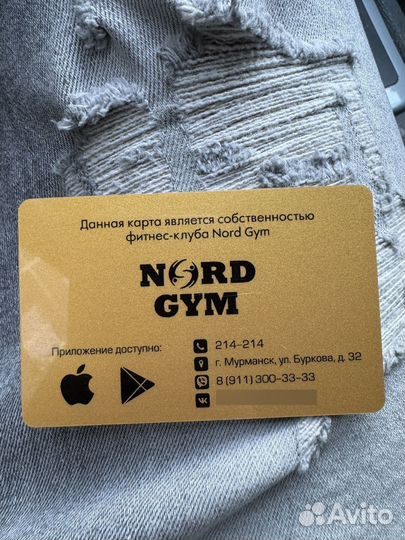 Данная карта является собственностью
фитнес-клуба Nord Gym
NORD
GYM
Приложение доступно:
214-214
г. Мурманск, ул. Буркова, д. 32
8 (911) 300-33-33
Avito